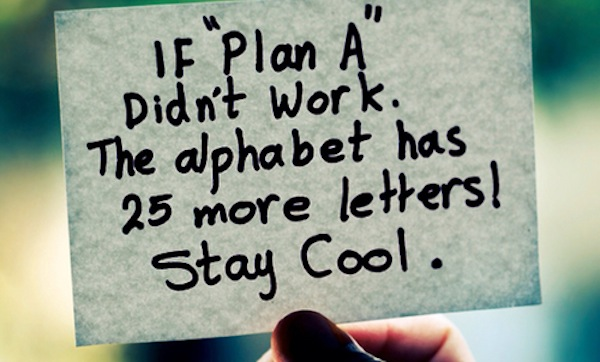 IF "Plan A"
Didn't Work.
The alphabet has
25 more letters!
Stay Cool.